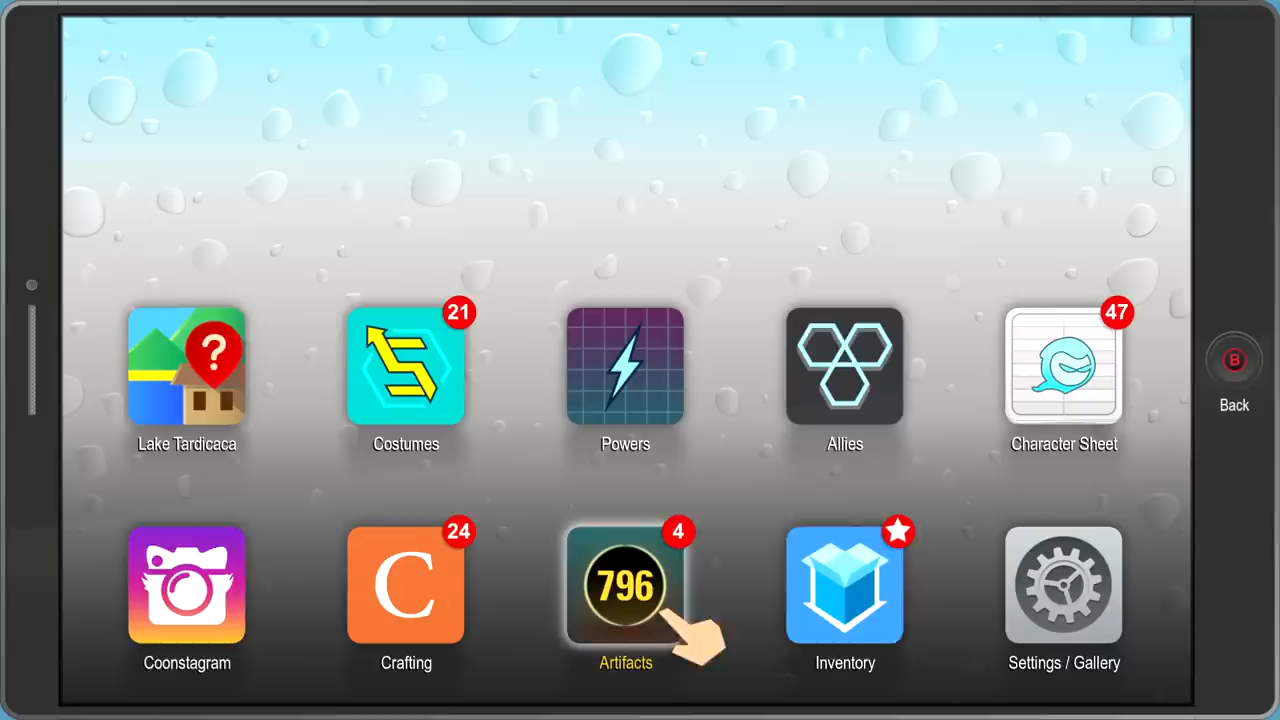 21
47
?
Lake Tardicaca
Costumes
Powers
Allies
Character Sheet
B
Back
24
4
C
796
Coonstagram
Crafting
Artifacts
Inventory
Settings / Gallery